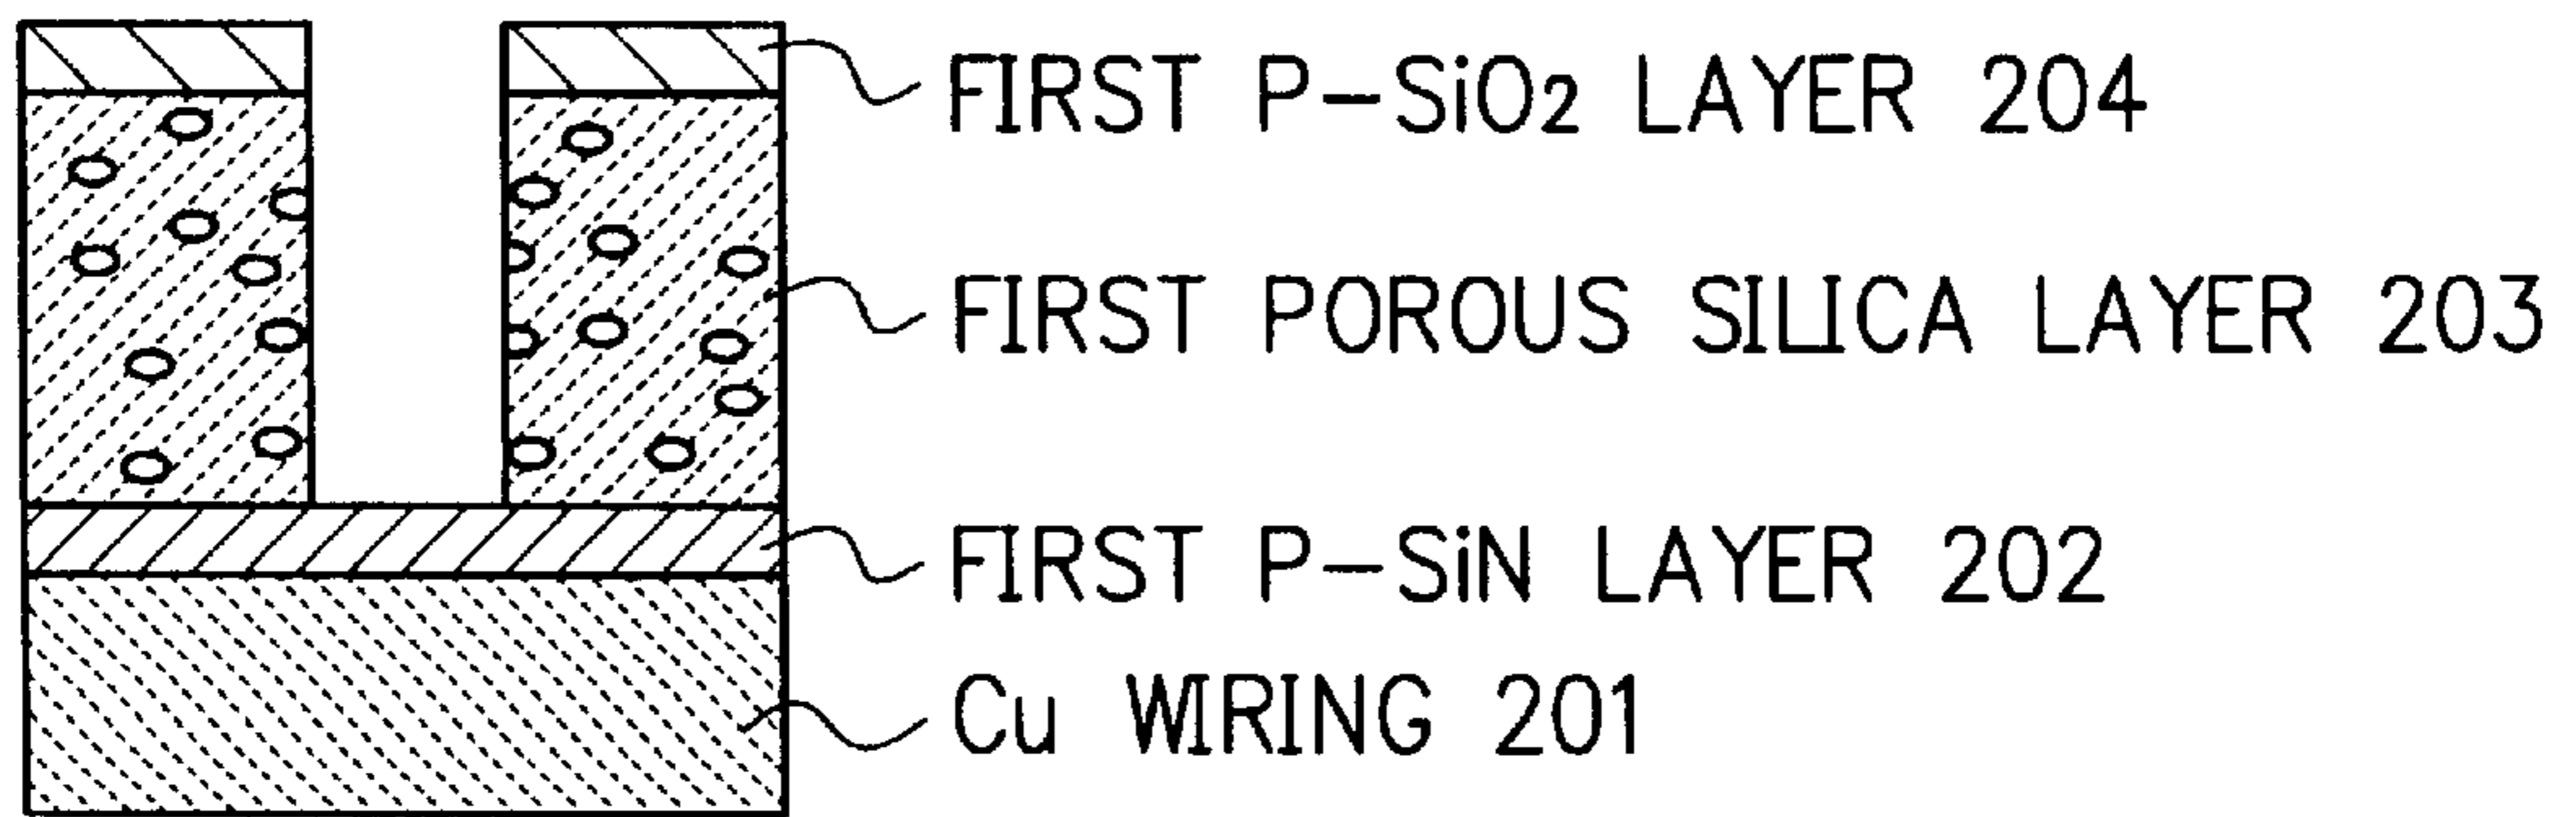 FIRST P-SiO2 LAYER 204
FIRST POROUS SILICA LAYER 203
FIRST P-SiN LAYER 202
Cu WIRING 201